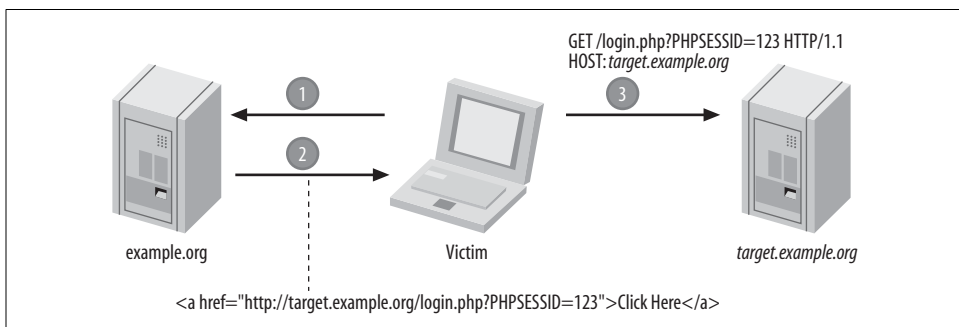 GET /login.php?PHPSESSID=123 HTTP/1.1
HOST: target.example.org
1
3
2
example.org
Victim
target.example.org
<a href="http://target.example.org/login.php?PHPSESSID=123">Click Here</a>